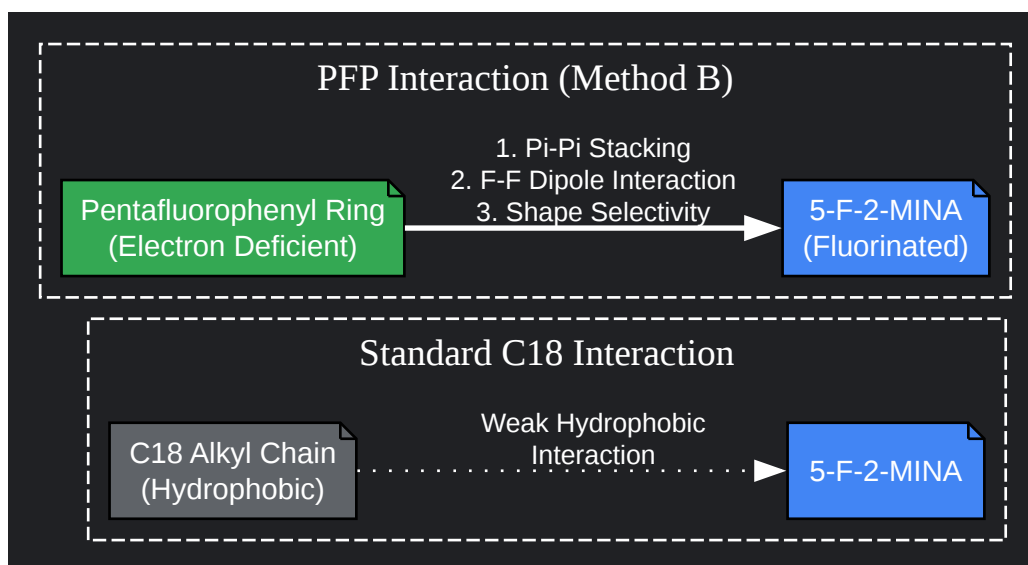 PFP Interaction (Method B)
1. Pi-Pi Stacking
2. F-F Dipole Interaction
3. Shape Selectivity
Pentafluorophenyl Ring
(Electron Deficient)
5-F-2-MINA
(Fluorinated)
Standard C18 Interaction
Weak Hydrophobic
Interaction
C18 Alkyl Chain
(Hydrophobic)
5-F-2-MINA